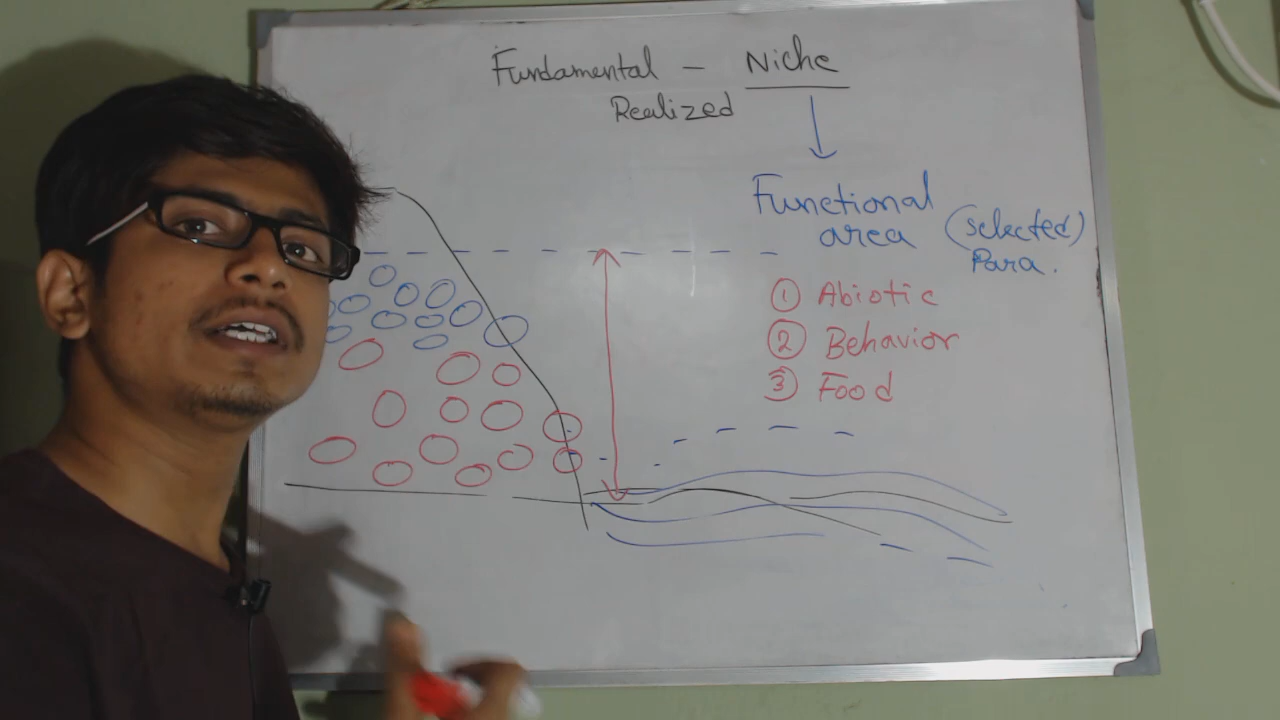 Fundamental - Niche
Realized
Functional
area (selected)
Para.
① Abiotic
② Behavior
③ Food